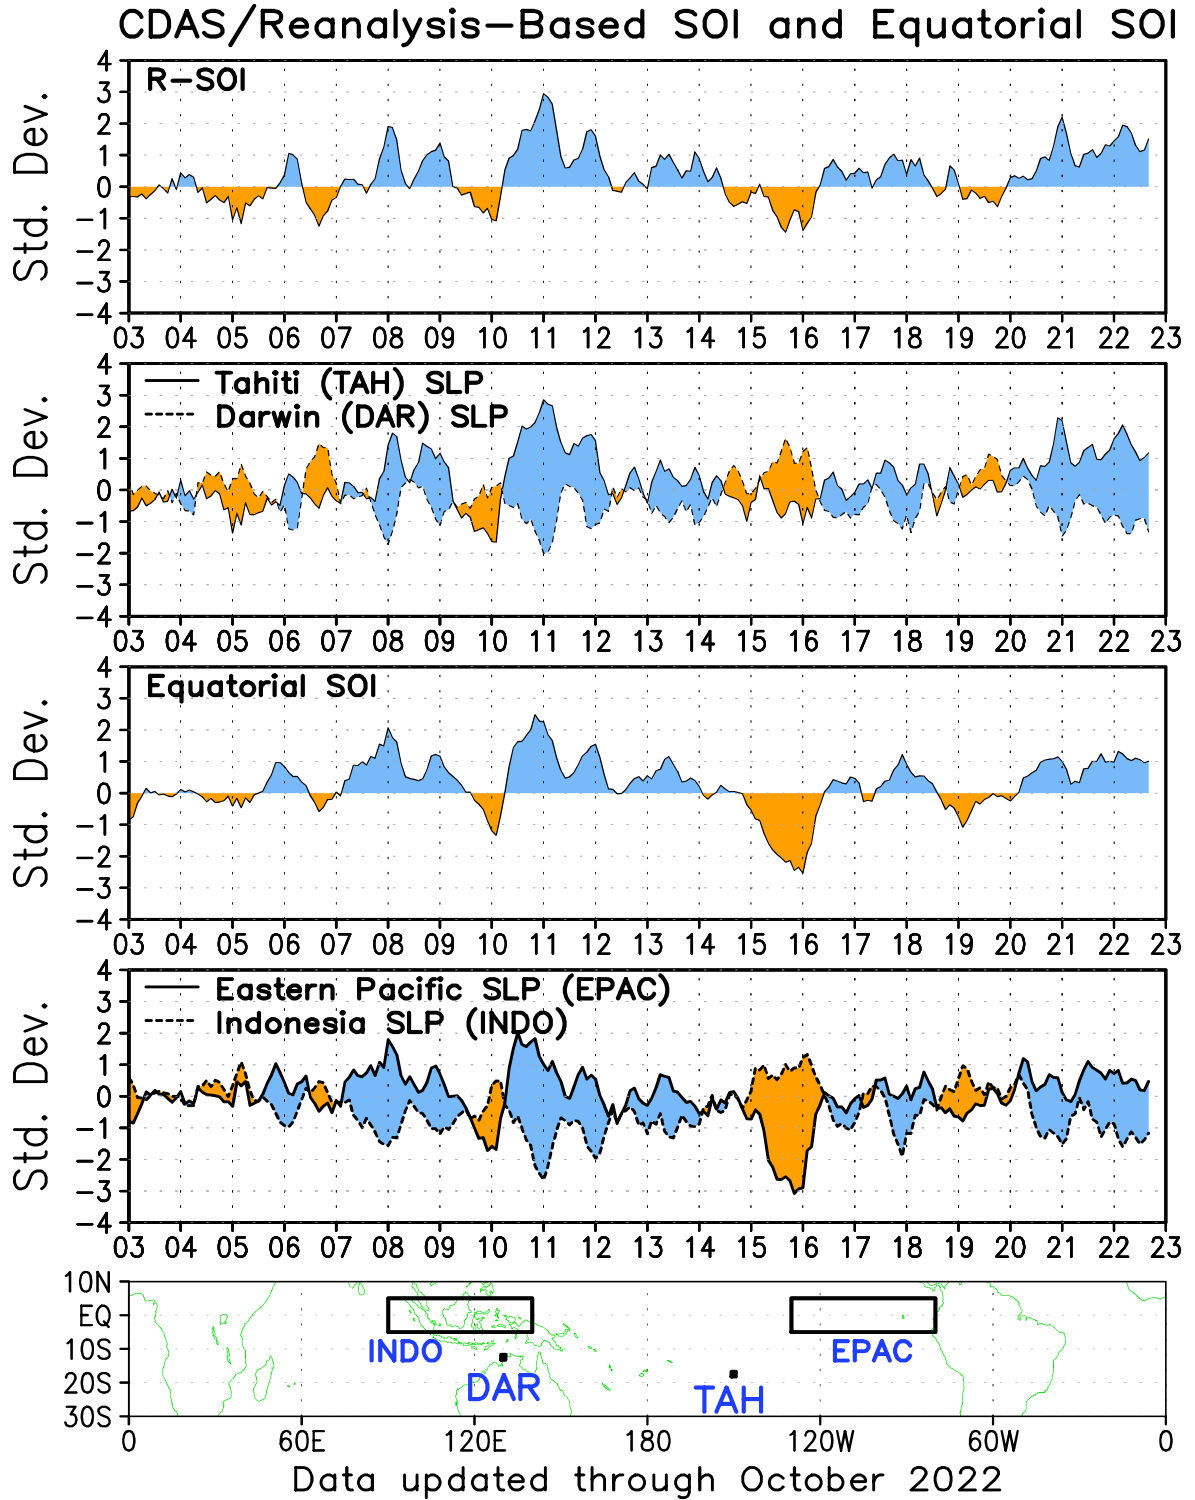 CDAS/Reanalysis−Based SOI and Equatorial SOI
R−SOI
Std. Dev.
4
3
2
1
0
−1
−2
−3
−4
03 04 05 06 07 08 09 10 11 12 13 14 15 16 17 18 19 20 21 22 23
Tahiti (TAH) SLP
Darwin (DAR) SLP
Std. Dev.
4
3
2
1
0
−1
−2
−3
−4
03 04 05 06 07 08 09 10 11 12 13 14 15 16 17 18 19 20 21 22 23
Equatorial SOI
Std. Dev.
4
3
2
1
0
−1
−2
−3
−4
03 04 05 06 07 08 09 10 11 12 13 14 15 16 17 18 19 20 21 22 23
Eastern Pacific SLP (EPAC)
Indonesia SLP (INDO)
Std. Dev.
4
3
2
1
0
−1
−2
−3
−4
03 04 05 06 07 08 09 10 11 12 13 14 15 16 17 18 19 20 21 22 23
10N
EQ
10S
20S
30S
INDO
EPAC
DAR
TAH
0 60E 120E 180 120W 60W 0
Data updated through October 2022